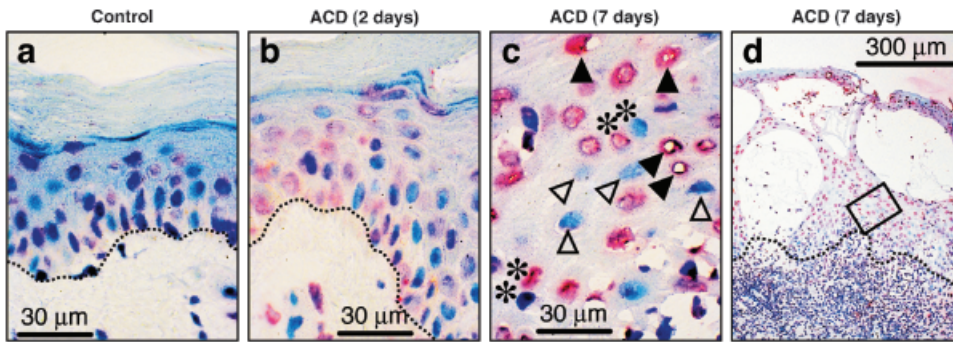 Control
ACD (2 days)
ACD (7 days)
ACD (7 days)
a
b
c
d
300 μm
**
**
30 μm
30 μm
30 μm